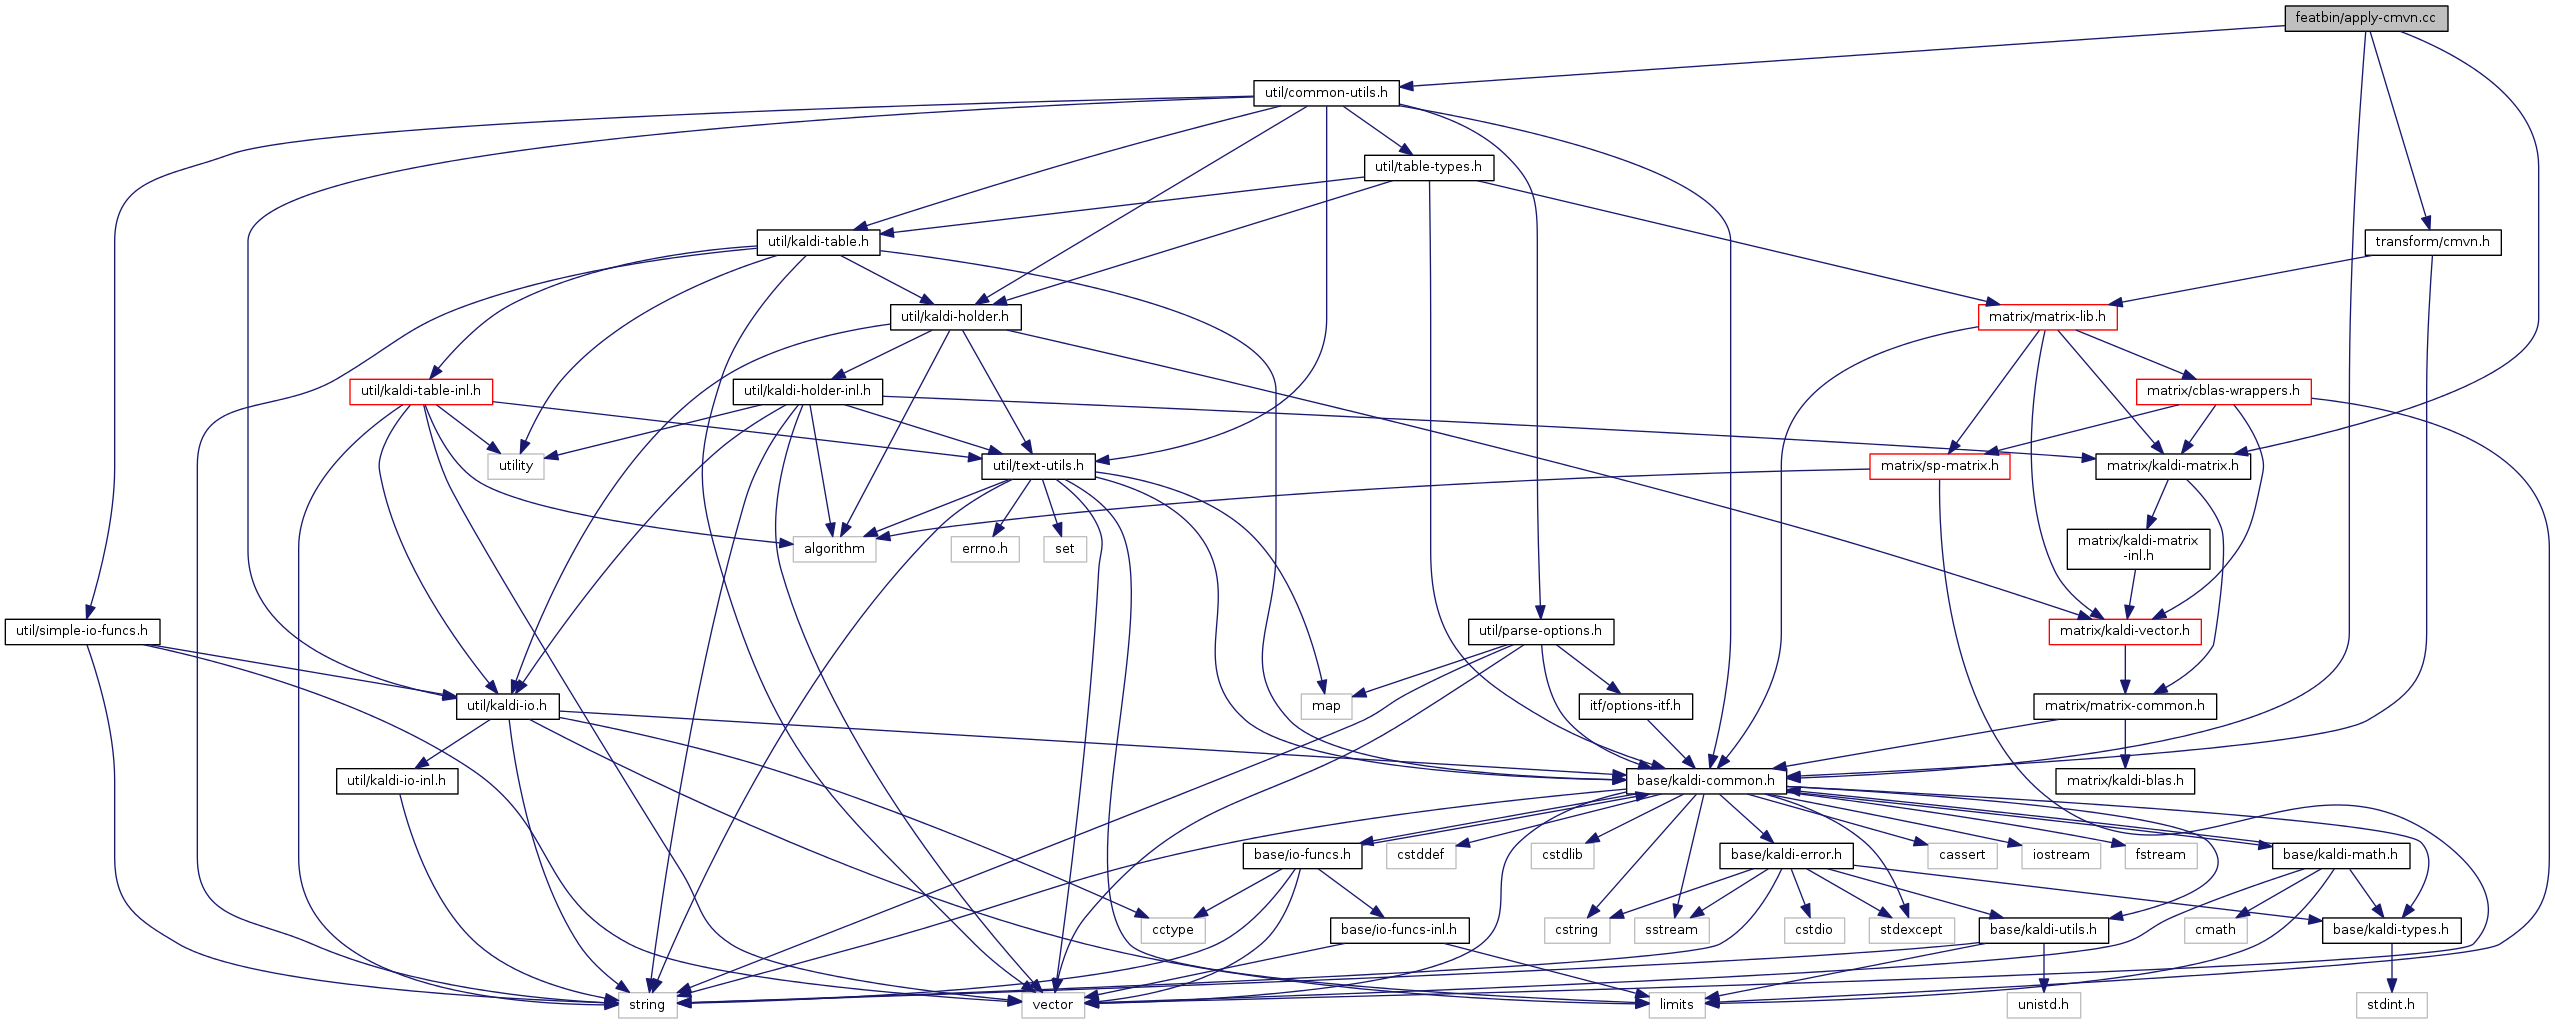 featbin/apply-cmvn.cc
util/common-utils.h
util/table-types.h
util/kaldi-table.h
transform/cmvn.h
util/kaldi-holder.h
matrix/matrix-lib.h
util/kaldi-table-inl.h
util/kaldi-holder-inl.h
matrix/cblas-wrappers.h
utility
util/text-utils.h
matrix/sp-matrix.h
matrix/kaldi-matrix.h
algorithm
errno.h
set
matrix/kaldi-matrix
-inl.h
util/simple-io-funcs.h
util/parse-options.h
matrix/kaldi-vector.h
util/kaldi-io.h
map
itf/options-itf.h
matrix/matrix-common.h
util/kaldi-io-inl.h
base/kaldi-common.h
matrix/kaldi-blas.h
base/io-funcs.h
cstddef
cstdlib
base/kaldi-error.h
cassert
iostream
fstream
base/kaldi-math.h
cctype
base/io-funcs-inl.h
cstring
sstream
cstdio
stdexcept
base/kaldi-utils.h
cmath
base/kaldi-types.h
string
vector
limits
unistd.h
stdint.h